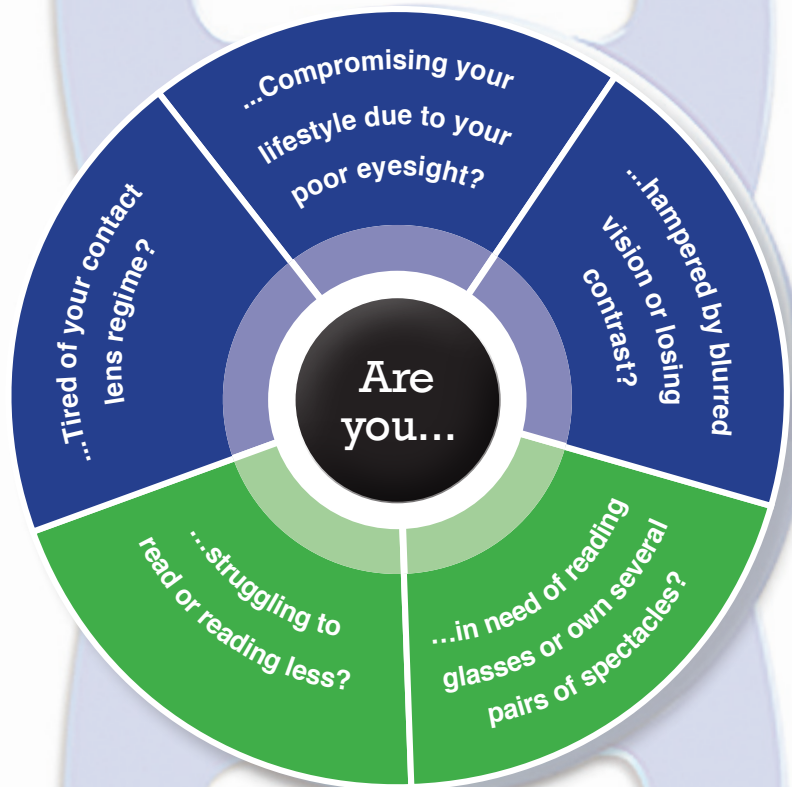 Are
you...
...Compromising your
lifestyle due to your
poor eyesight?
...hampered by blurred
vision or losing
contrast?
...in need of reading
glasses or own several
pairs of spectacles?
...struggling to
read or reading less?
...Tired of your contact
lens regime?